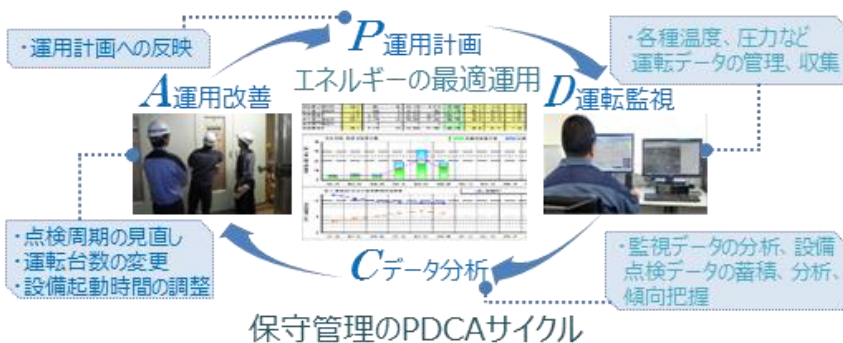 P運用計画
・運用計画への反映
・各種温度、圧力など
運転データの管理、収集
エネルギーの最適運用
A運用改善
D運転監視
・点検周期の見直し
・運転台数の変更
・設備起動時間の調整
・監視データの分析、設備
点検データの蓄積、分析、
傾向把握
Cデータ分析
保守管理のPDCAサイクル